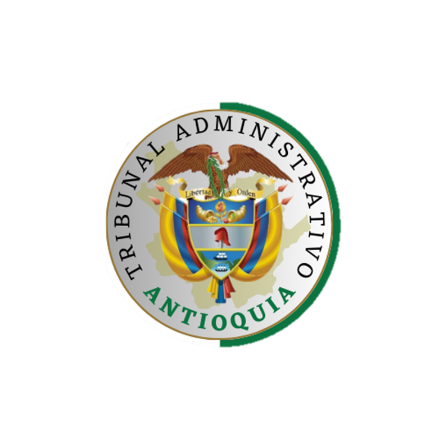 TRIBUNAL ADMINISTRATIVO
Libertad y Orden
ANTIOQUIA